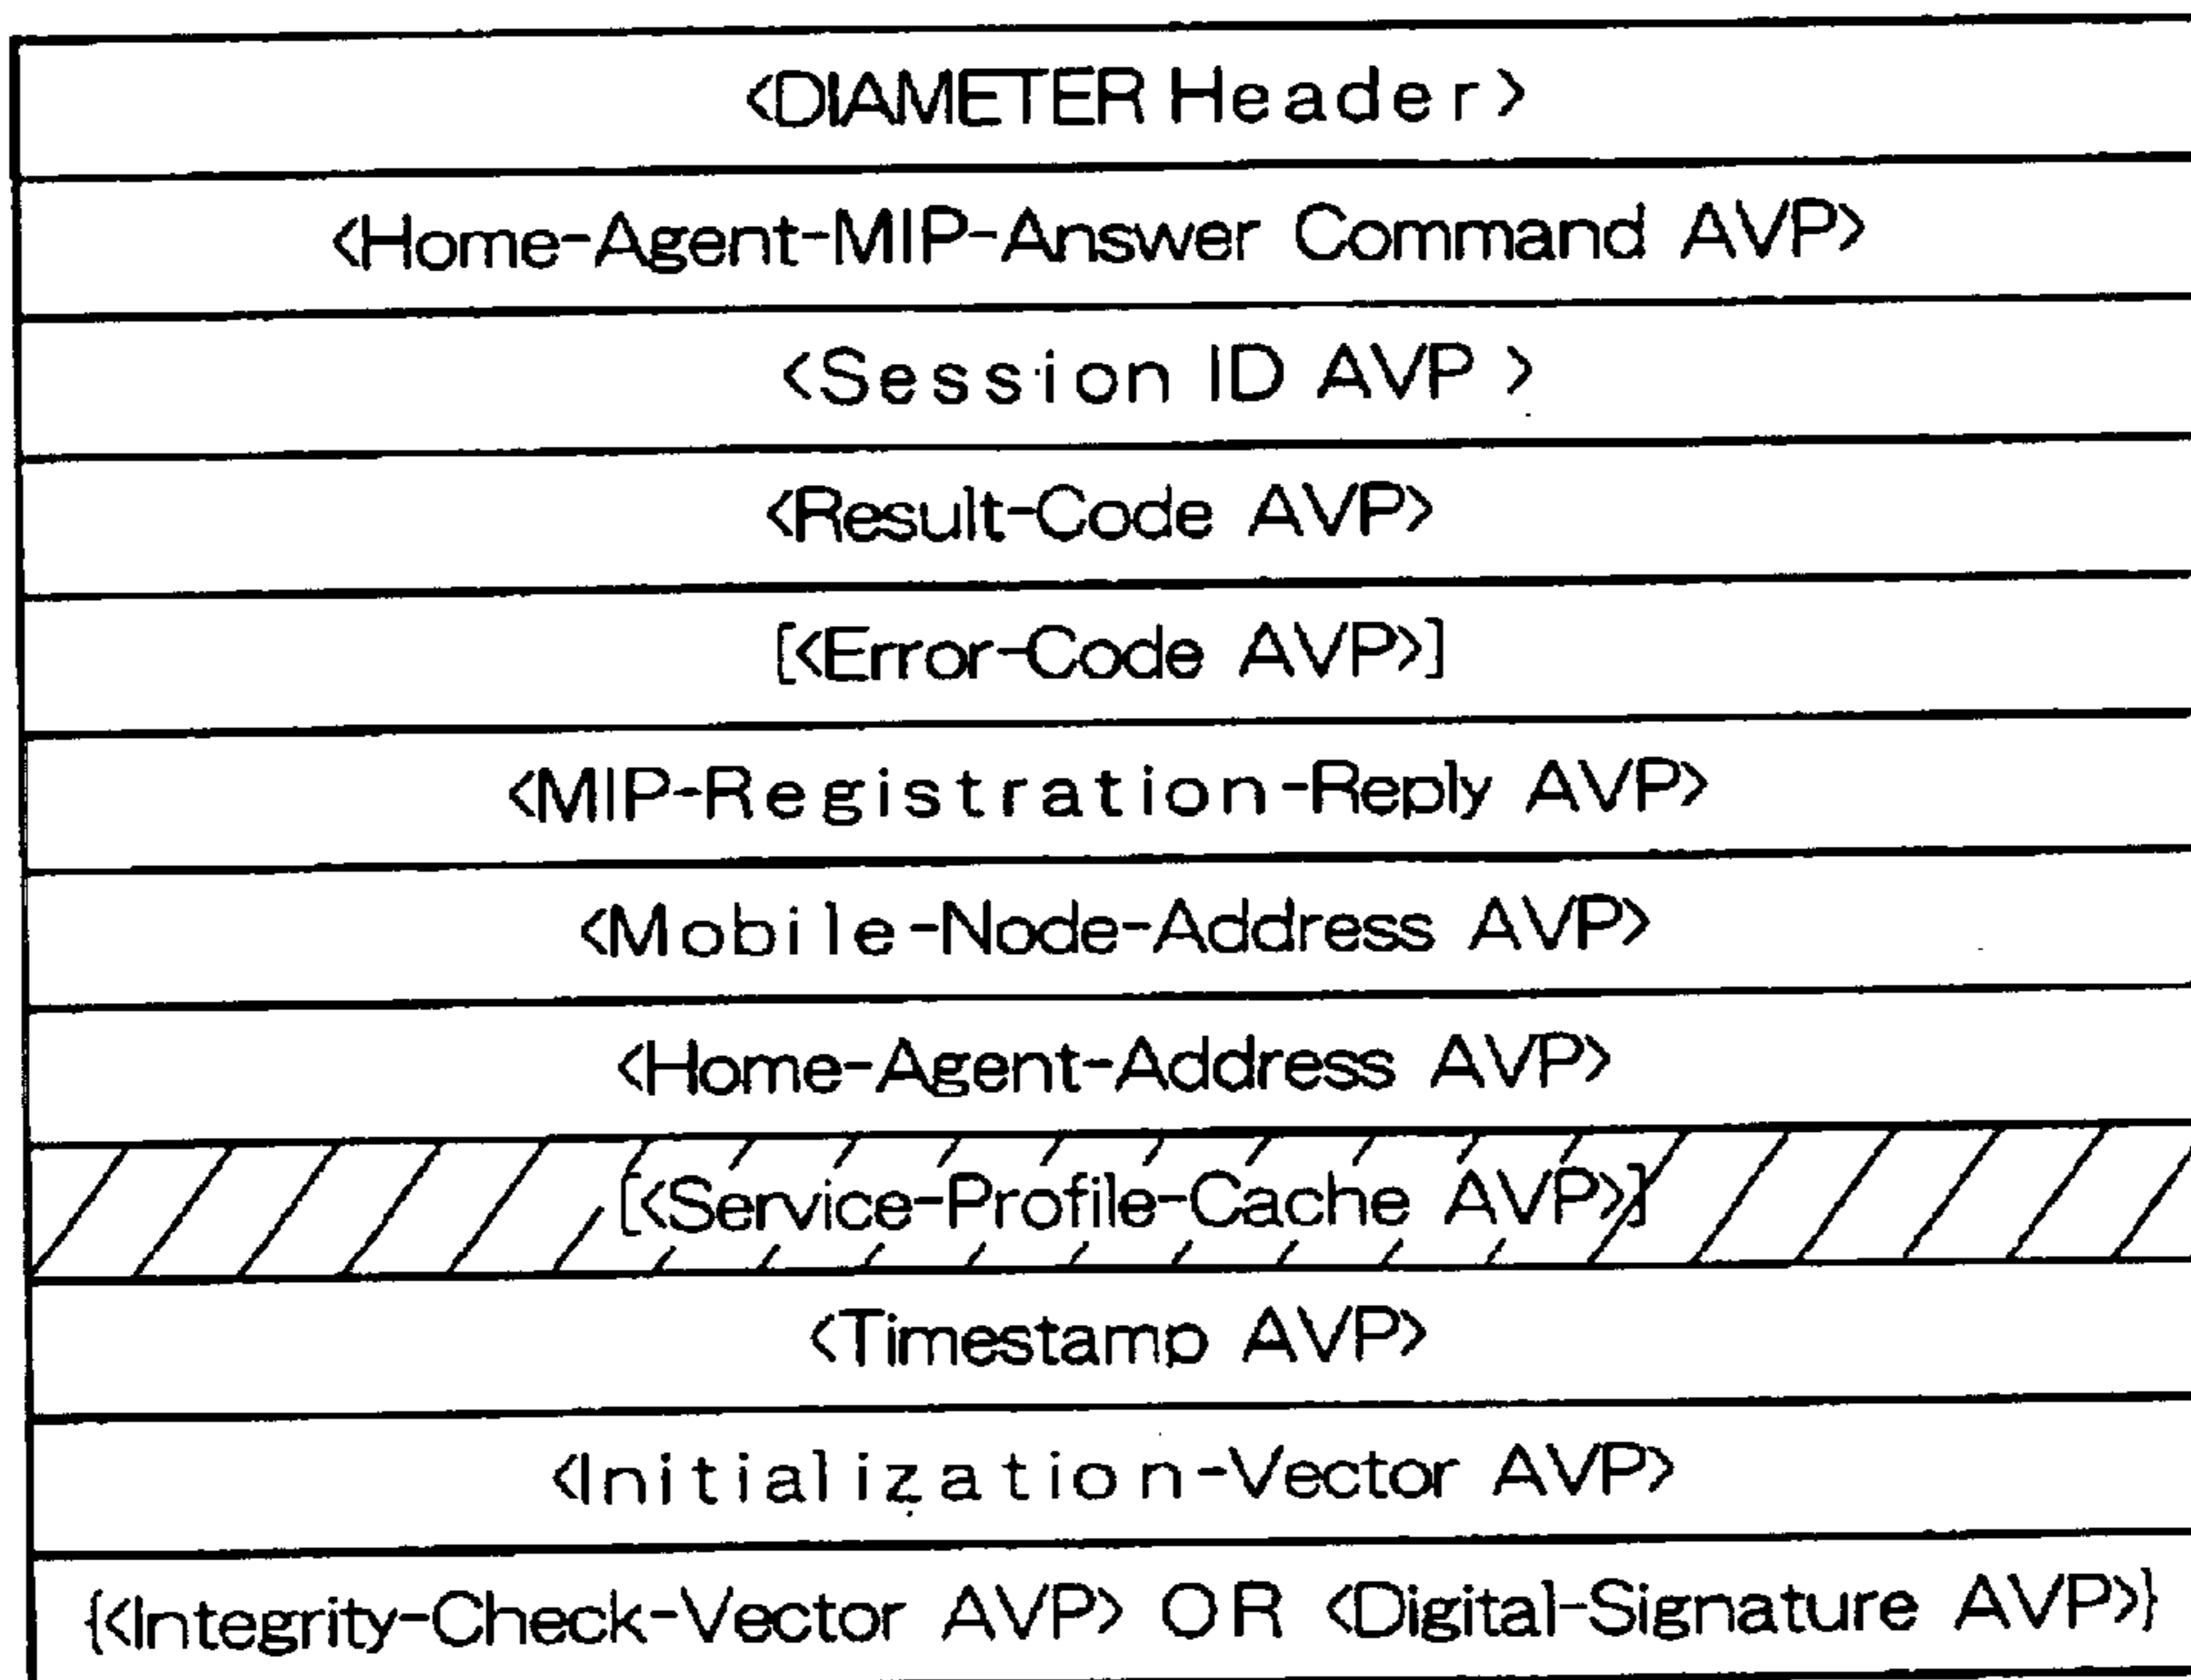 <DIAMETER Header>
<Home-Agent-MIP-Answer Command AVP>
<Session ID AVP >
<Result-Code AVP>
[<Error-Code AVP>]
<MIP-Registration-Reply AVP>
<Mobile-Node-Address AVP>
<Home-Agent-Address AVP>
[<Service-Profile-Cache AVP>]
<Timestamp AVP>
<Initialization-Vector AVP>
{<Integrity-Check-Vector AVP> OR <Digital-Signature AVP>}